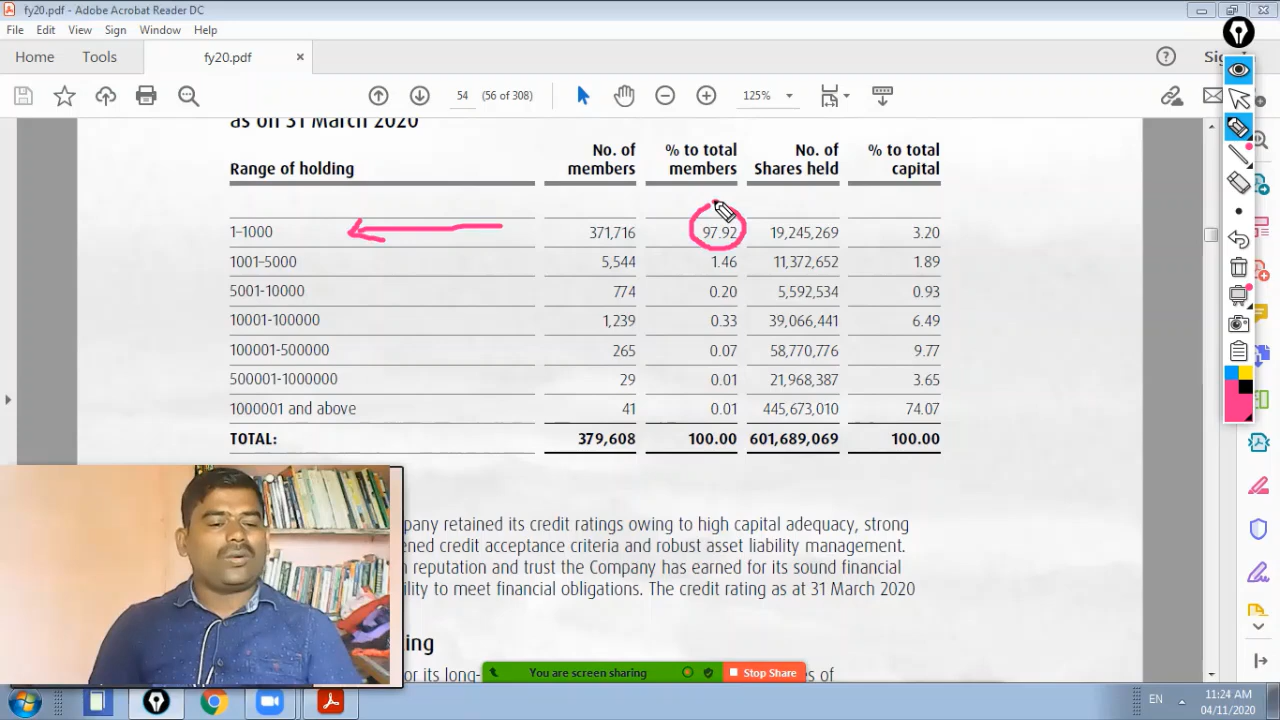 fy20.pdf - Adobe Acrobat Reader DC
File Edit View Sign Window Help
Home Tools fy20.pdf × ?
54 (56 of 308) 125%
as on 31 March 2020
Range of holding No. of members % to total members No. of Shares held % to total capital
1–1000 371,716 97.92 19,245,269 3.20
1001–5000 5,544 1.46 11,372,652 1.89
5001-10000 774 0.20 5,592,534 0.93
10001-100000 1,239 0.33 39,066,441 6.49
100001-500000 265 0.07 58,770,776 9.77
500001-1000000 29 0.01 21,968,387 3.65
1000001 and above 41 0.01 445,673,010 74.07
TOTAL: 379,608 100.00 601,689,069 100.00
retained its credit ratings owing to high capital adequacy, strong
credit acceptance criteria and robust asset liability management.
reputation and trust the Company has earned for its sound financial
to meet financial obligations. The credit rating as at 31 March 2020
or its long- s of
You are screen sharing Stop Share
EN 11:24 AM
04/11/2020